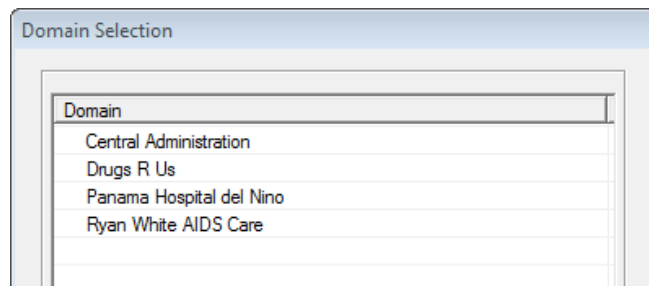 Domain Selection
Domain
Central Administration
Drugs R Us
Panama Hospital del Nino
Ryan White AIDS Care